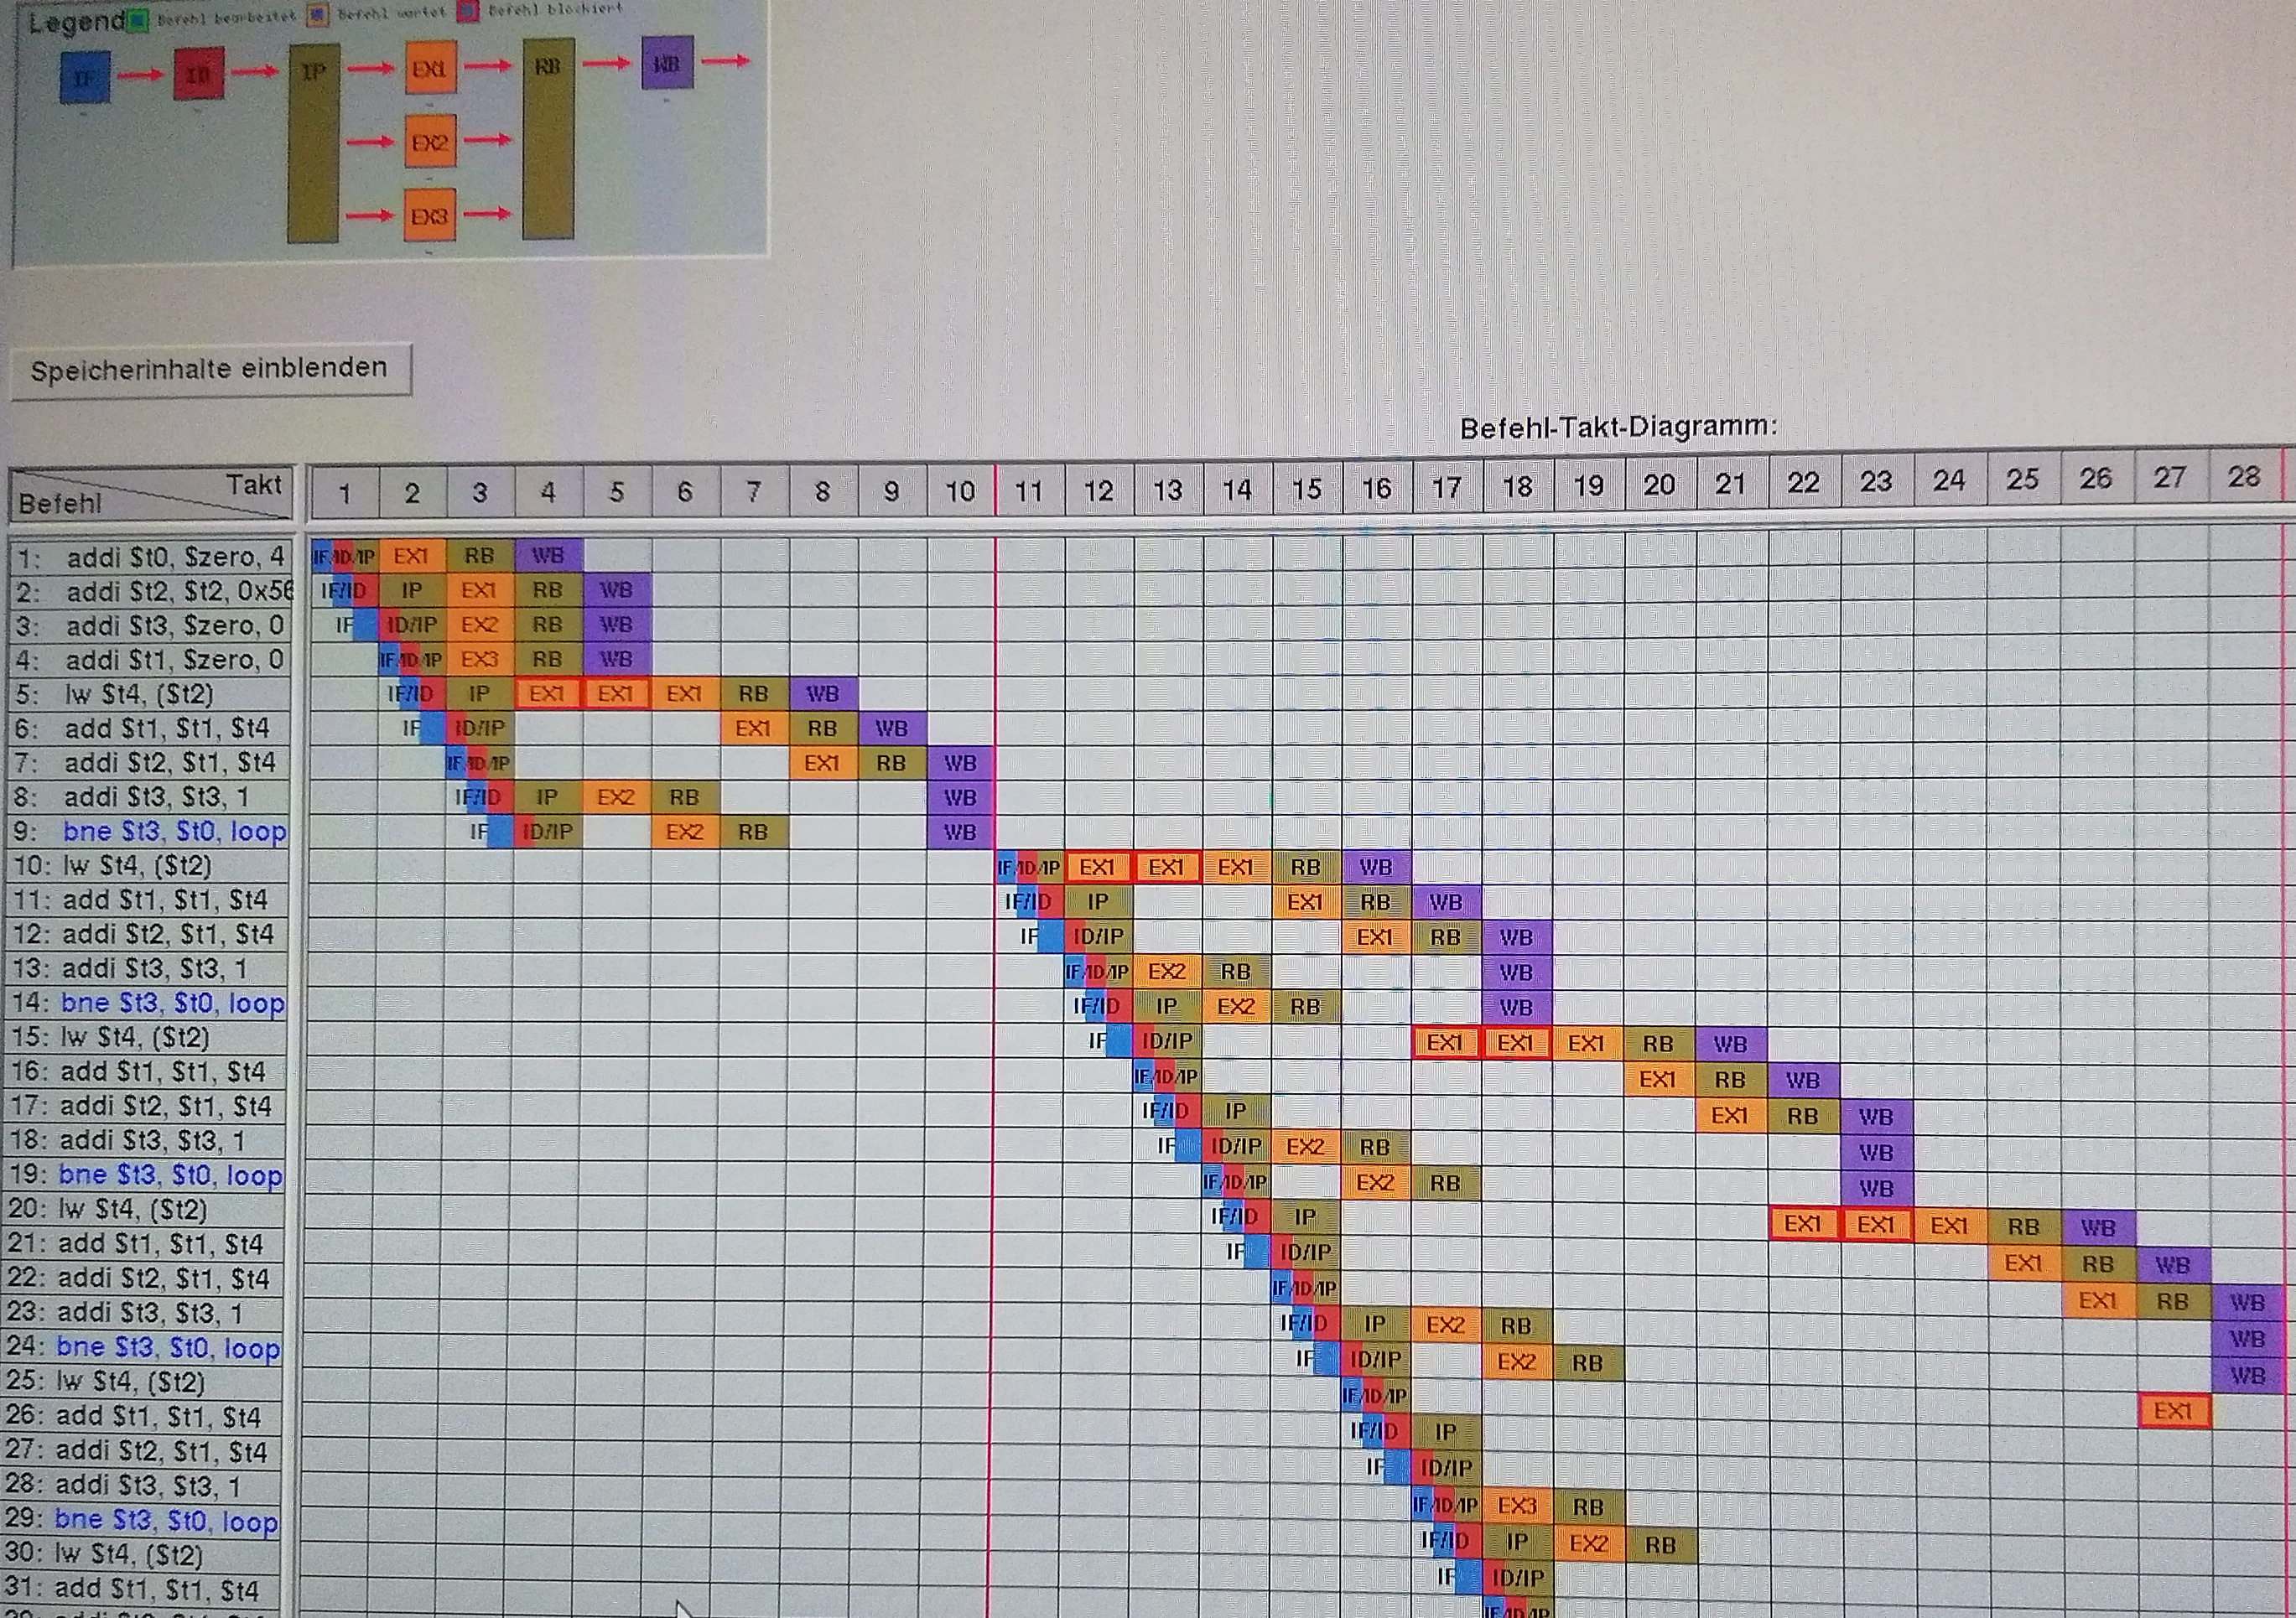 Legend Befehl bearbeitet Befehl wartet Befehl blockiert
IF ID IP EX1 RB WB
EX2
EX3
Speicherinhalte einblenden
Befehl-Takt-Diagramm:
Takt
Befehl
1 2 3 4 5 6 7 8 9 10 11 12 13 14 15 16 17 18 19 20 21 22 23 24 25 26 27 28
1: addi $t0, $zero, 4 IF/ID/IP EX1 RB WB
2: addi $t2, $t2, 0x56 IF/ID IP EX1 RB WB
3: addi $t3, $zero, 0 IF ID/IP EX2 RB WB
4: addi $t1, $zero, 0 IF/ID/IP EX3 RB WB
5: lw $t4, ($t2) IF/ID IP EX1 EX1 EX1 RB WB
6: add $t1, $t1, $t4 IF ID/IP EX1 RB WB
7: addi $t2, $t1, $t4 IF/ID/IP EX1 RB WB
8: addi $t3, $t3, 1 IF/ID IP EX2 RB WB
9: bne $t3, $t0, loop IF ID/IP EX2 RB WB
10: lw $t4, ($t2) IF/ID/IP EX1 EX1 EX1 RB WB
11: add $t1, $t1, $t4 IF/ID IP EX1 RB WB
12: addi $t2, $t1, $t4 IF ID/IP EX1 RB WB
13: addi $t3, $t3, 1 IF/ID/IP EX2 RB WB
14: bne $t3, $t0, loop IF/ID IP EX2 RB WB
15: lw $t4, ($t2) IF ID/IP EX1 EX1 EX1 RB WB
16: add $t1, $t1, $t4 IF/ID/IP EX1 RB WB
17: addi $t2, $t1, $t4 IF/ID IP EX1 RB WB
18: addi $t3, $t3, 1 IF ID/IP EX2 RB WB
19: bne $t3, $t0, loop IF/ID/IP EX2 RB WB
20: lw $t4, ($t2) IF/ID IP EX1 EX1 EX1 RB WB
21: add $t1, $t1, $t4 IF ID/IP EX1 RB WB
22: addi $t2, $t1, $t4 IF/ID/IP EX1 RB WB
23: addi $t3, $t3, 1 IF/ID IP EX2 RB WB
24: bne $t3, $t0, loop IF ID/IP EX2 RB WB
25: lw $t4, ($t2) IF/ID/IP EX1
26: add $t1, $t1, $t4 IF/ID IP
27: addi $t2, $t1, $t4 IF ID/IP
28: addi $t3, $t3, 1 IF/ID/IP EX3 RB
29: bne $t3, $t0, loop IF/ID IP EX2 RB
30: lw $t4, ($t2) IF ID/IP
31: add $t1, $t1, $t4 IF/ID/IP